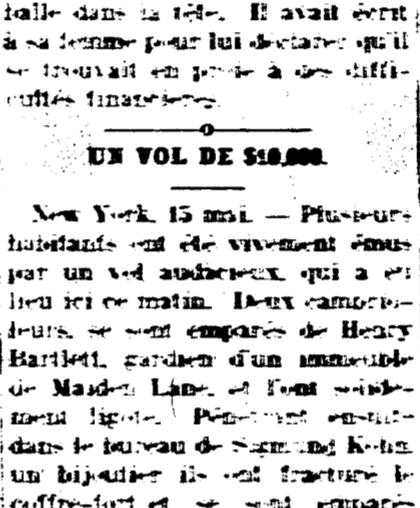 balle dans la tête. Il avait écrit
à sa femme pour lui déclarer qu'il
se trouvait en proie à des diffi-
cultés financières.
UN VOL DE $10,000.
New York, 15 mai. — Plusieurs
habitants ont été vivement émus
par un vol audacieux, qui a eu
lieu ici ce matin. Deux cambrio-
leurs, se sont emparés de Henry
Bartlett, gardien d'un immeuble
de Maiden Lane, et l'ont solide-
ment ligoté. Pénétrant ensuite
dans le bureau de Sigmund Kohn
un bijoutier ils ont fracturé le
coffre-fort et se sont emparés